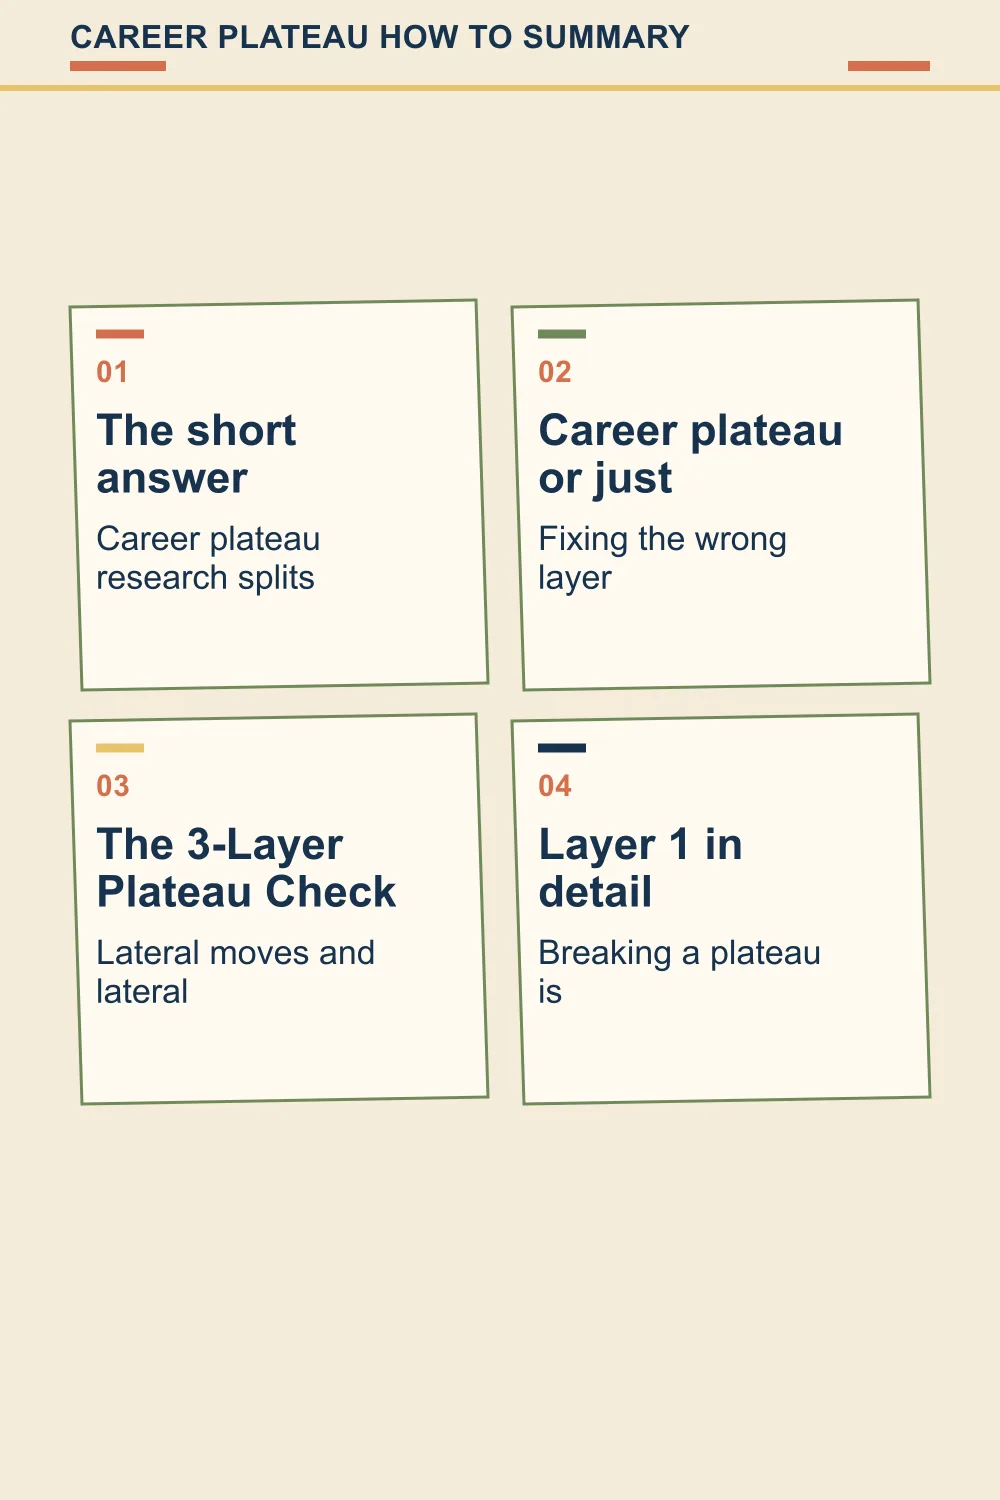 CAREER PLATEAU HOW TO SUMMARY
01
The short
answer
Career plateau
research splits
02
Career plateau
or just
Fixing the wrong
layer
03
The 3-Layer
Plateau Check
Lateral moves and
lateral
04
Layer 1 in
detail
Breaking a plateau
is